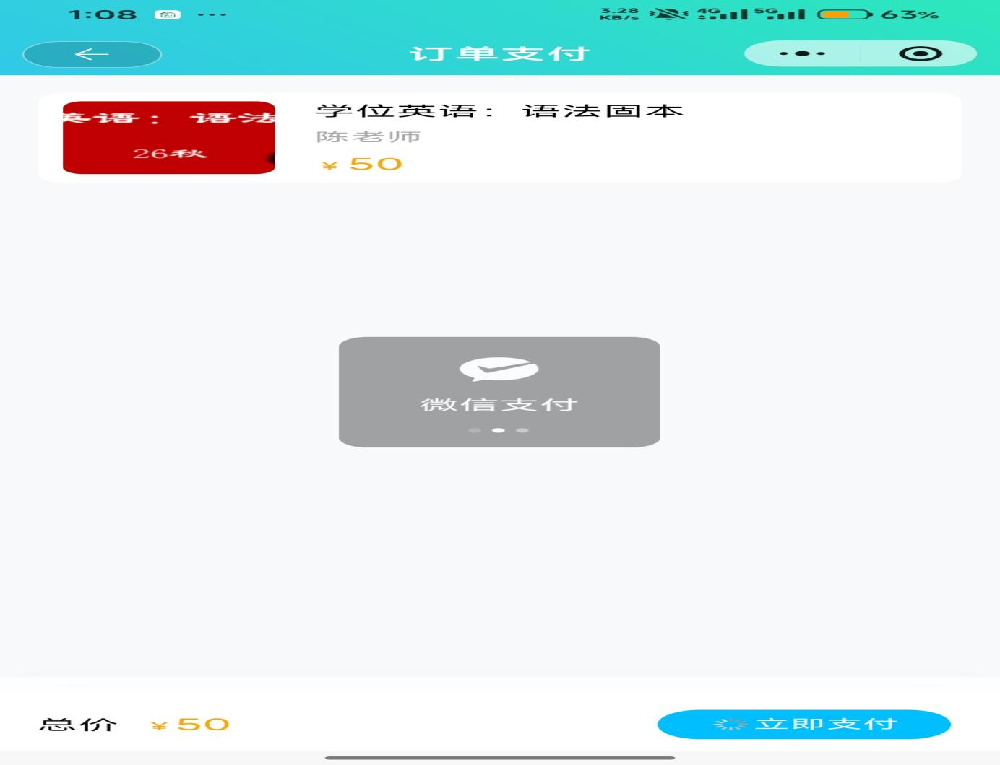 1:08
3.28 KB/s 4G 5G 63%
订单支付
英语：语法
26秋
学位英语：语法固本
陈老师
¥ 50
微信支付
总价 ¥ 50
立即支付